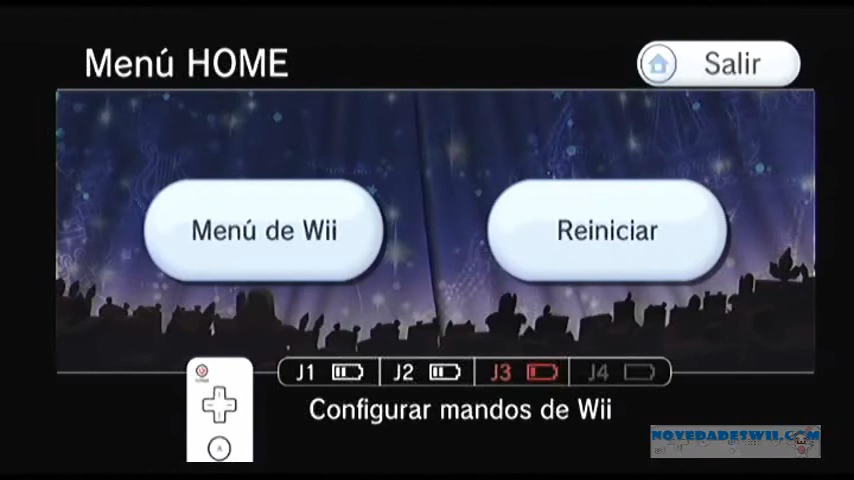 Menú HOME
Salir
Menú de Wii
Reiniciar
J1 J2 J3 J4
Configurar mandos de Wii
A
NOVEDADESWII.COM